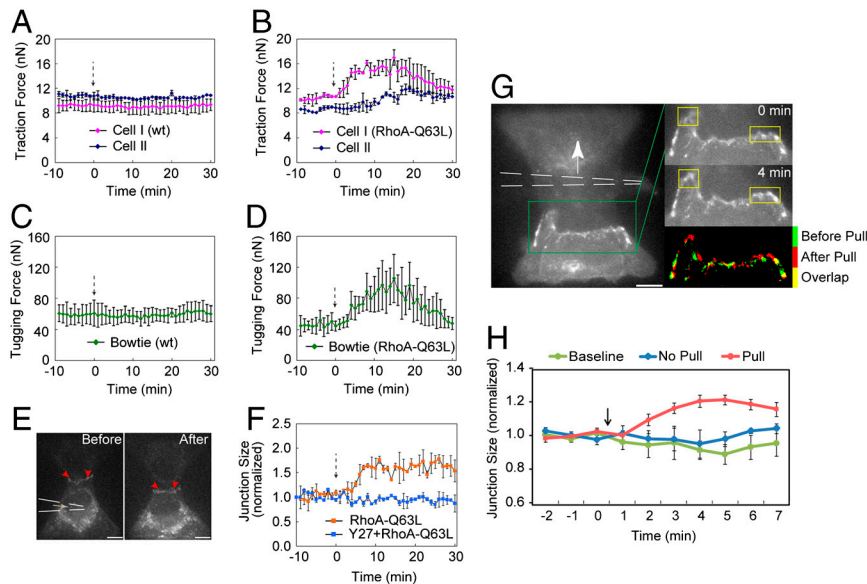 A
20
16
12
8
4
0
Traction Force (nN)
Cell I (wt)
Cell II
-10 0 10 20 30
Time (min)
B
20
16
12
8
4
0
Traction Force (nN)
Cell I (RhoA-Q63L)
Cell II
-10 0 10 20 30
Time (min)
C
160
120
80
40
0
Tugging Force (nN)
Bowtie (wt)
-10 0 10 20 30
Time (min)
D
160
120
80
40
0
Tugging Force (nN)
Bowtie (RhoA-Q63L)
-10 0 10 20 30
Time (min)
E
Before
After
F
2.5
2.0
1.5
1.0
0.5
0
Junction Size
(normalized)
RhoA-Q63L
Y27+RhoA-Q63L
-10 0 10 20 30
Time (min)
G
0 min
4 min
Before Pull
After Pull
Overlap
H
Baseline No Pull Pull
1.4
1.2
1.0
0.8
0.6
Junction Size (normalized)
-2 -1 0 1 2 3 4 5 6 7
Time (min)